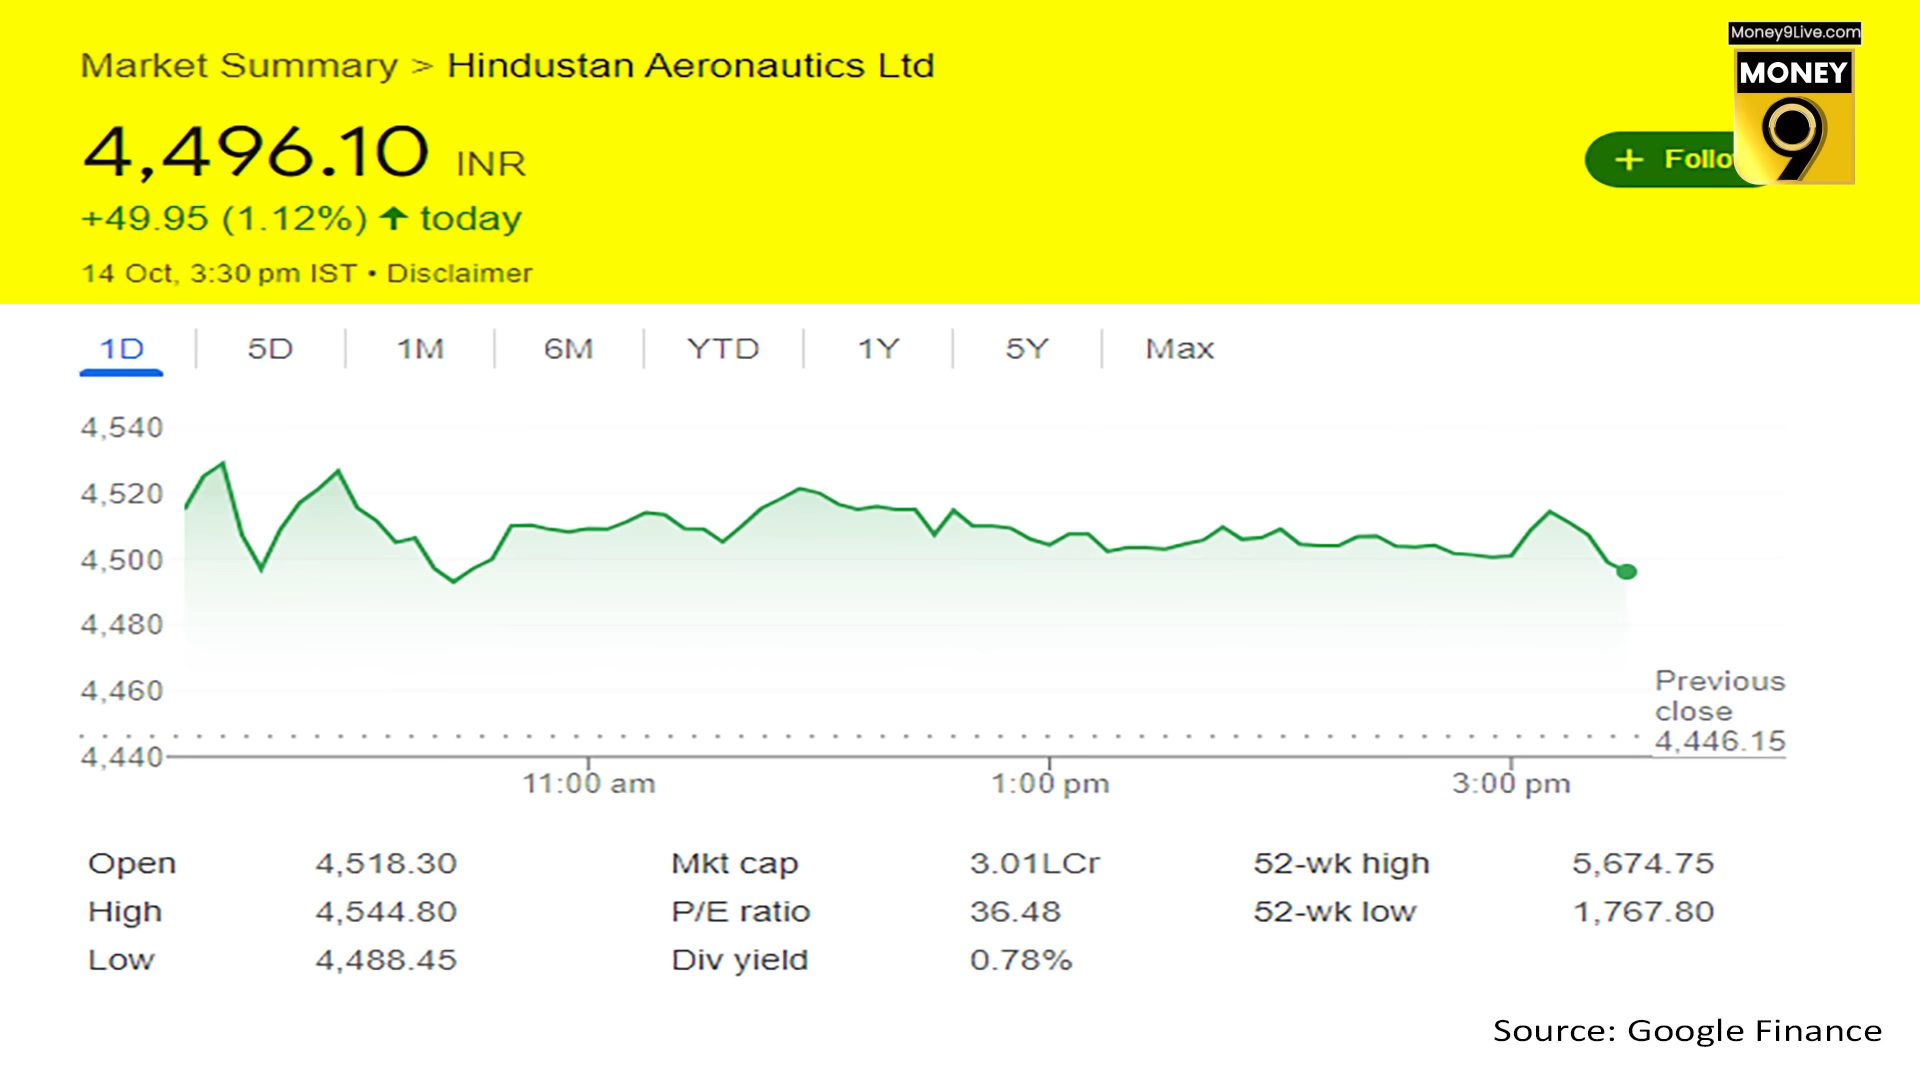 Money9Live.com
MONEY
9
Market Summary > Hindustan Aeronautics Ltd
4,496.10 INR
+ Follo
+49.95 (1.12%) ↑ today
14 Oct, 3:30 pm IST • Disclaimer
1D 5D 1M 6M YTD 1Y 5Y Max
4,540
4,520
4,500
4,480
4,460
4,440
Previous
close
4,446.15
11:00 am 1:00 pm 3:00 pm
Open 4,518.30 Mkt cap 3.01LCr 52-wk high 5,674.75
High 4,544.80 P/E ratio 36.48 52-wk low 1,767.80
Low 4,488.45 Div yield 0.78%
Source: Google Finance